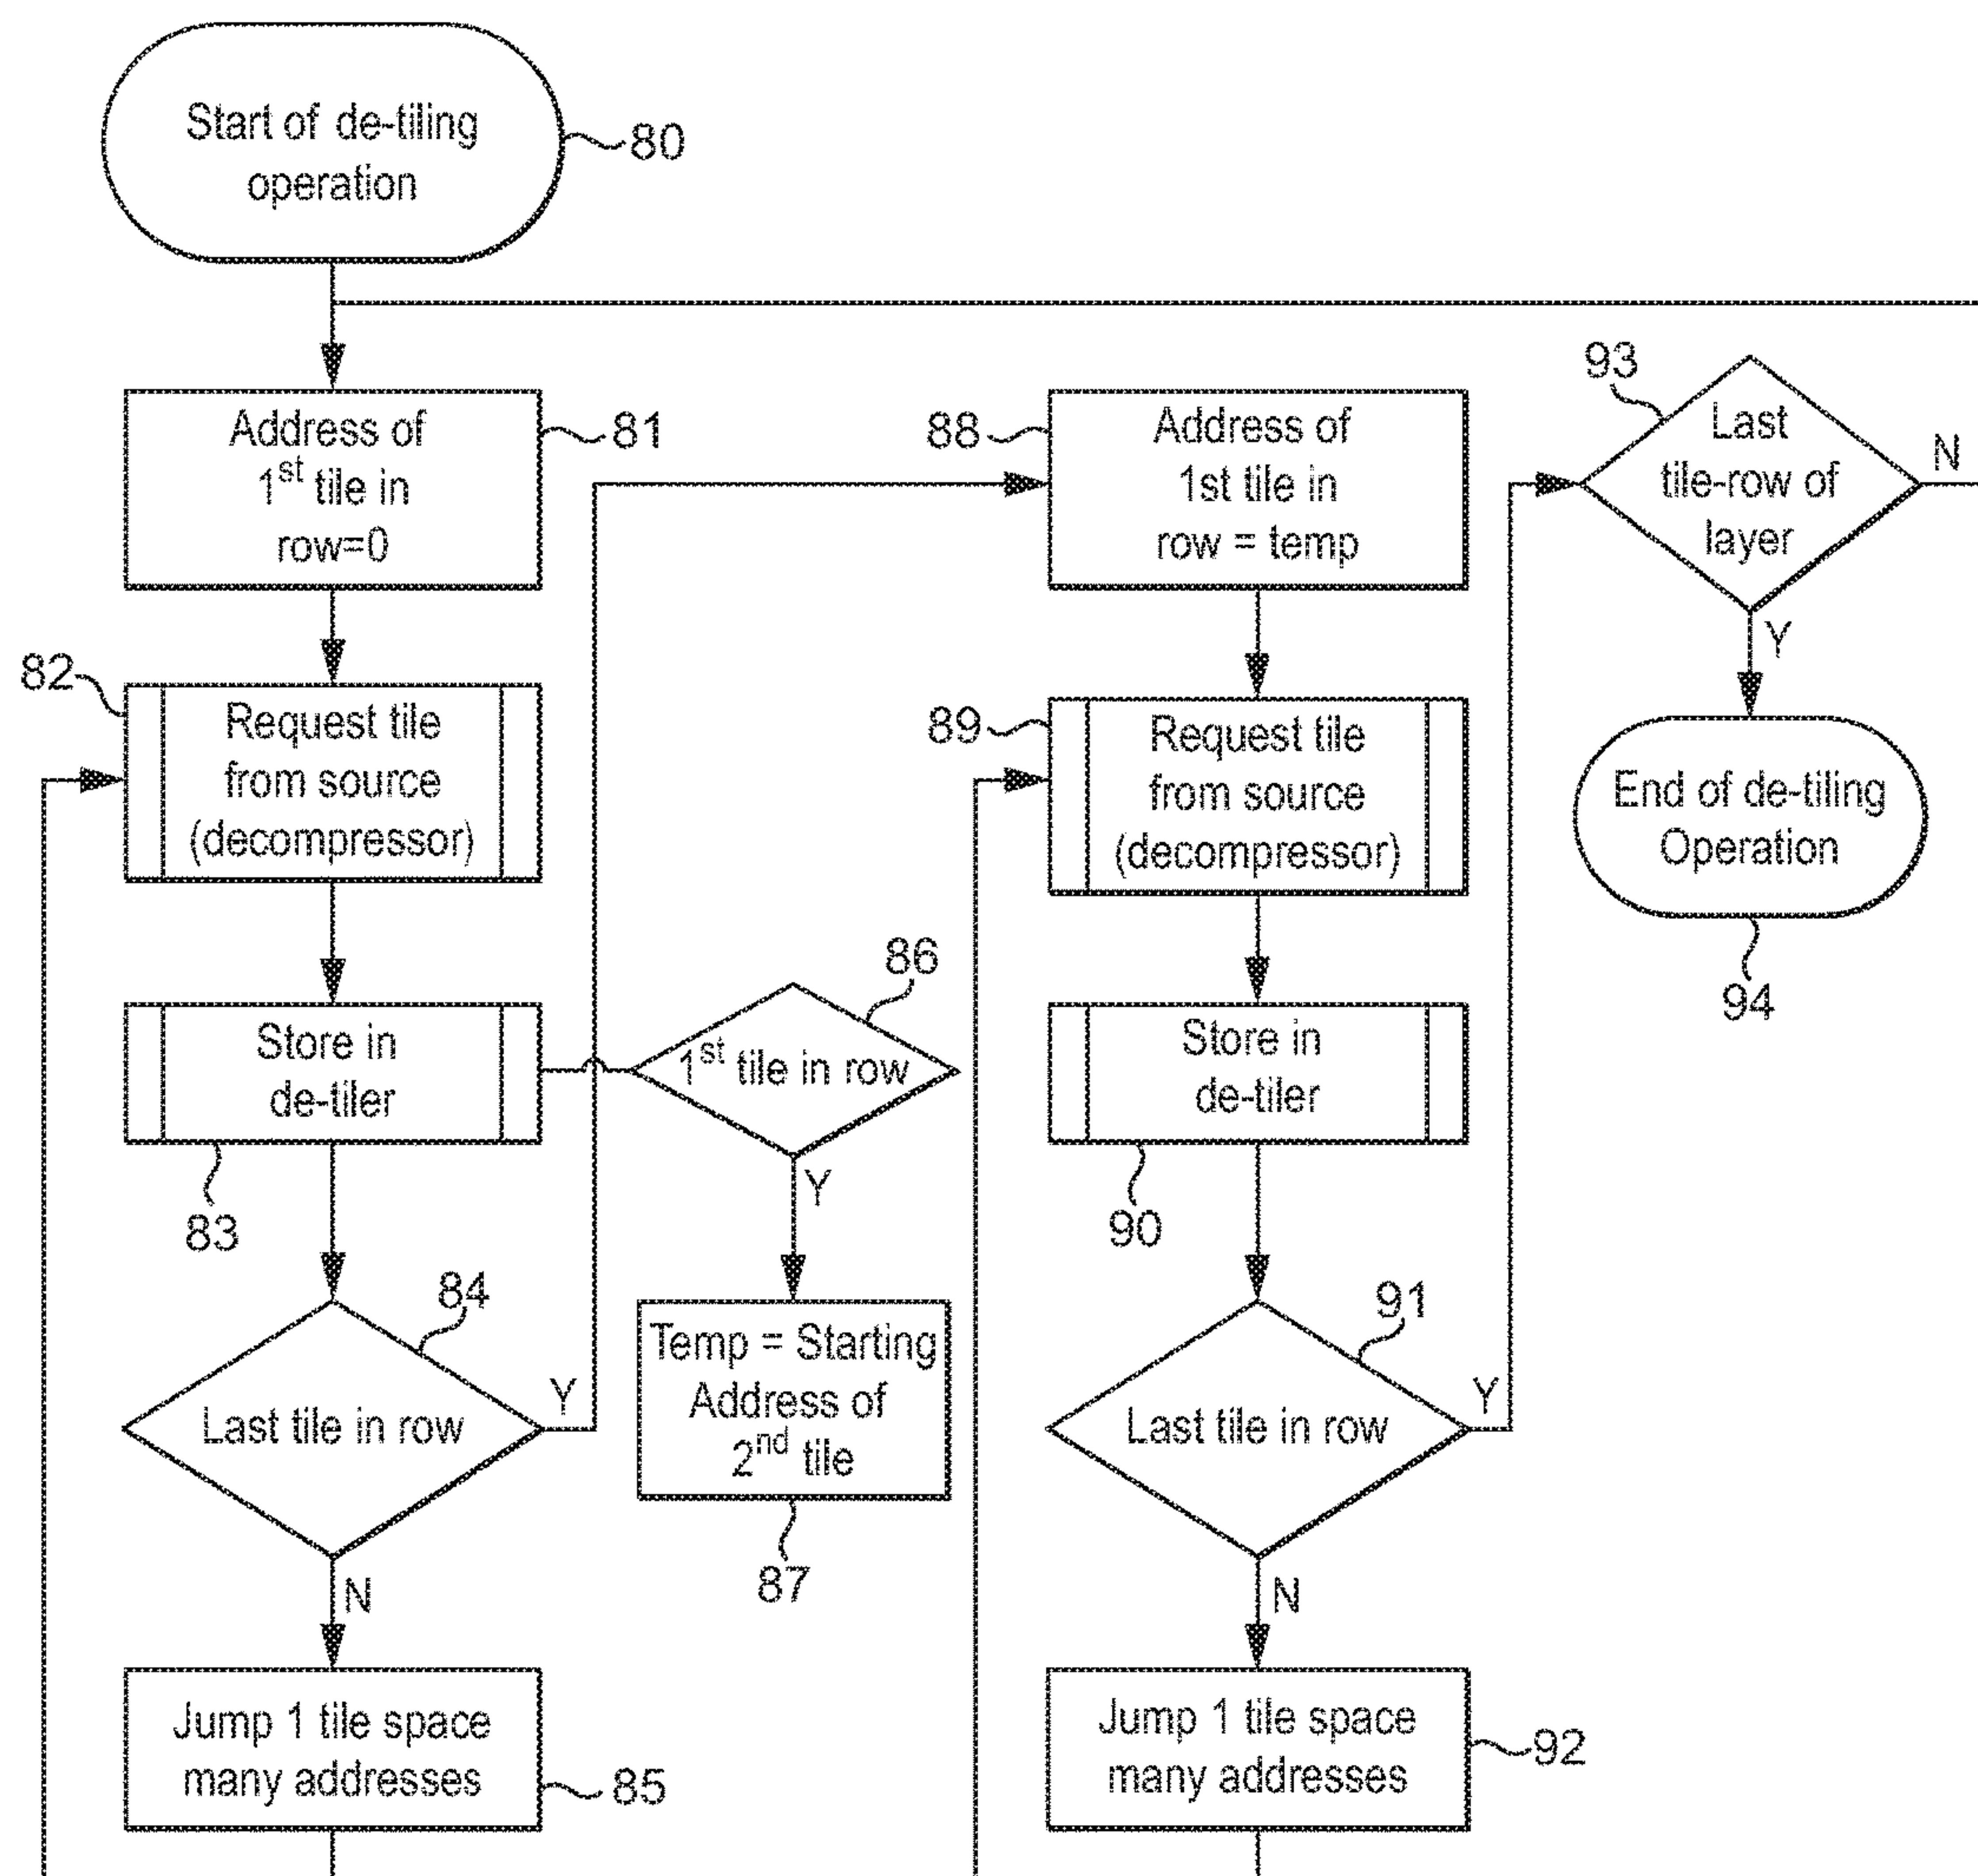 Start of de-tiling
operation
80
Address of
1st tile in
row=0
81
82
Request tile
from source
(decompressor)
Store in
de-tiler
83
84
Last tile in row
Y
N
Jump 1 tile space
many addresses
85
86
1st tile in row
Y
Temp = Starting
Address of
2nd tile
87
88
Address of
1st tile in
row = temp
89
Request tile
from source
(decompressor)
Store in
de-tiler
90
91
Last tile in row
Y
N
Jump 1 tile space
many addresses
92
93
Last
tile-row of
layer
N
Y
End of de-tiling
Operation
94